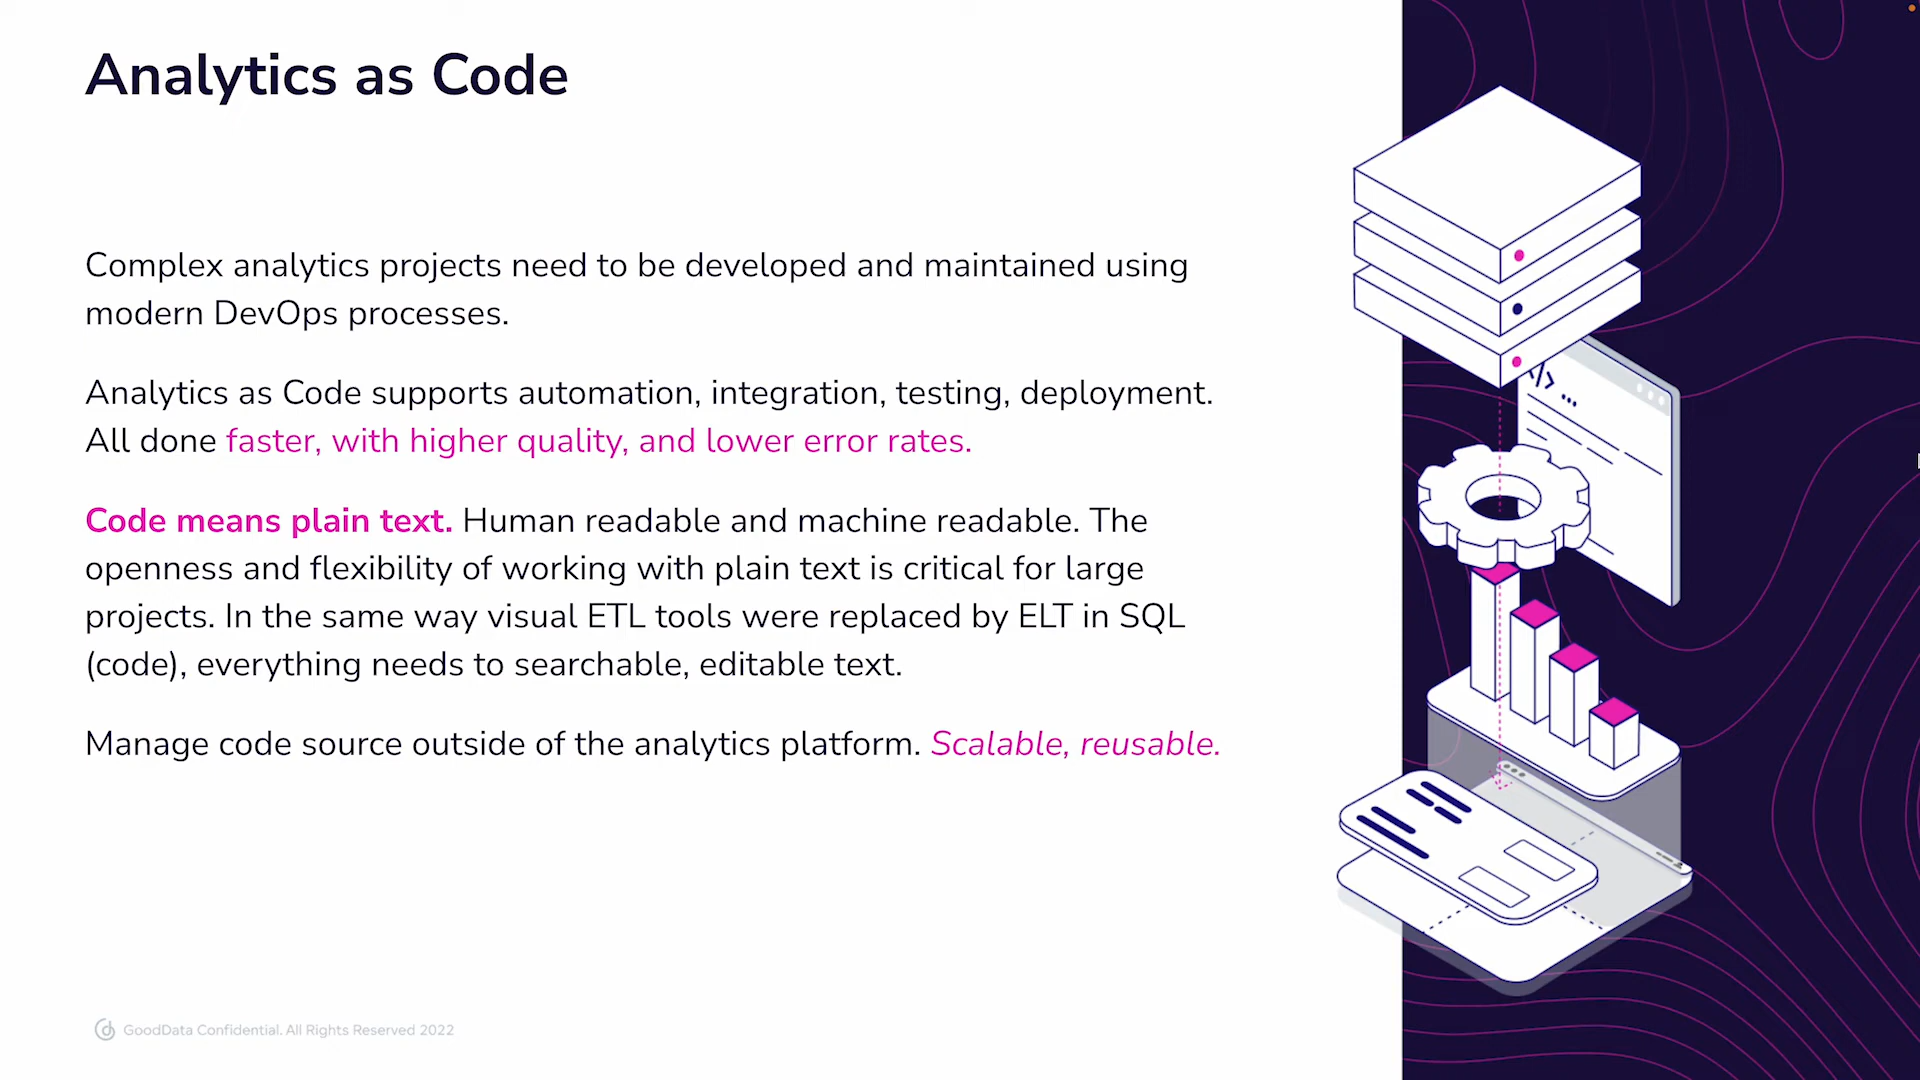 Analytics as Code
Complex analytics projects need to be developed and maintained using
modern DevOps processes.
Analytics as Code supports automation, integration, testing, deployment.
All done faster, with higher quality, and lower error rates.
Code means plain text. Human readable and machine readable. The
openness and flexibility of working with plain text is critical for large
projects. In the same way visual ETL tools were replaced by ELT in SQL
(code), everything needs to searchable, editable text.
Manage code source outside of the analytics platform. Scalable, reusable.
</>
...
GoodData Confidential. All Rights Reserved 2022